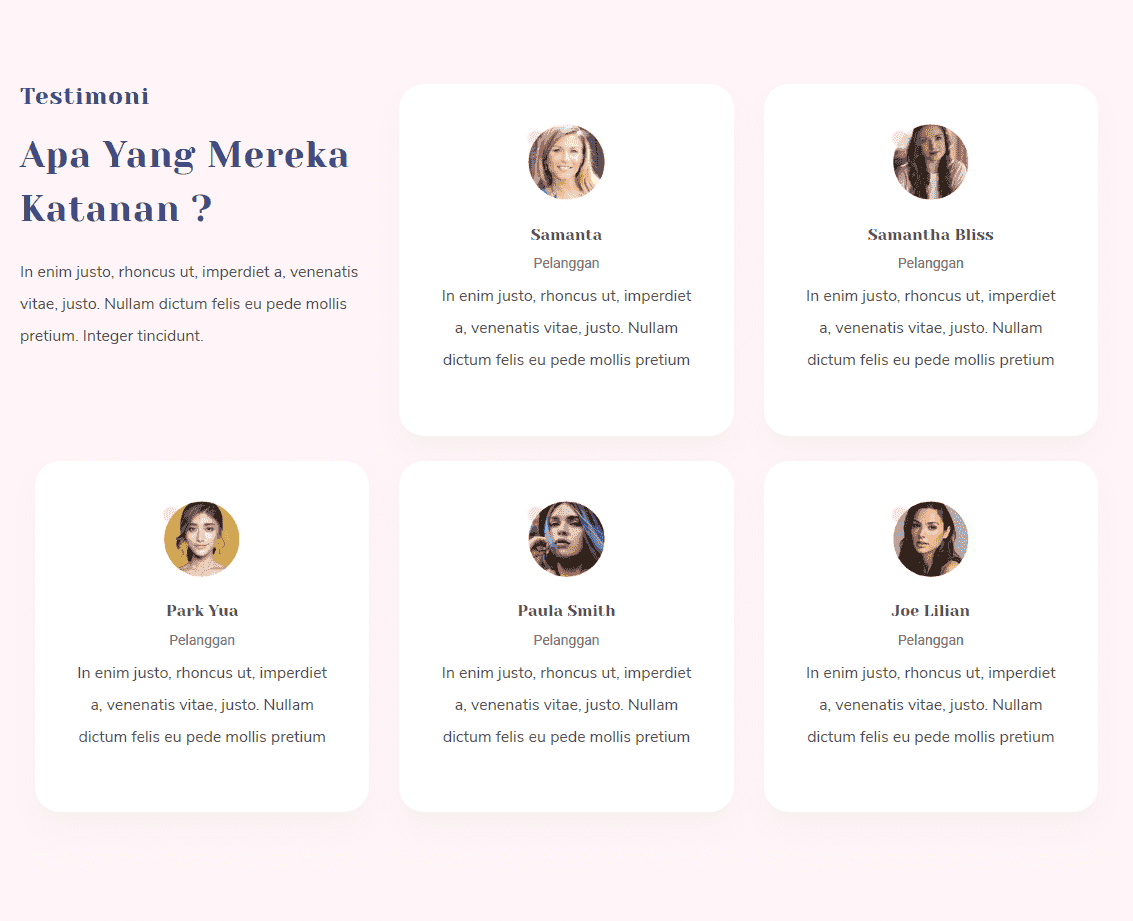 Testimoni
Apa Yang Mereka
Katanan ?
In enim justo, rhoncus ut, imperdiet a, venenatis
vitae, justo. Nullam dictum felis eu pede mollis
pretium. Integer tincidunt.
Samanta
Pelanggan
In enim justo, rhoncus ut, imperdiet
a, venenatis vitae, justo. Nullam
dictum felis eu pede mollis pretium
Samantha Bliss
Pelanggan
In enim justo, rhoncus ut, imperdiet
a, venenatis vitae, justo. Nullam
dictum felis eu pede mollis pretium
Park Yua
Pelanggan
In enim justo, rhoncus ut, imperdiet
a, venenatis vitae, justo. Nullam
dictum felis eu pede mollis pretium
Paula Smith
Pelanggan
In enim justo, rhoncus ut, imperdiet
a, venenatis vitae, justo. Nullam
dictum felis eu pede mollis pretium
Joe Lilian
Pelanggan
In enim justo, rhoncus ut, imperdiet
a, venenatis vitae, justo. Nullam
dictum felis eu pede mollis pretium